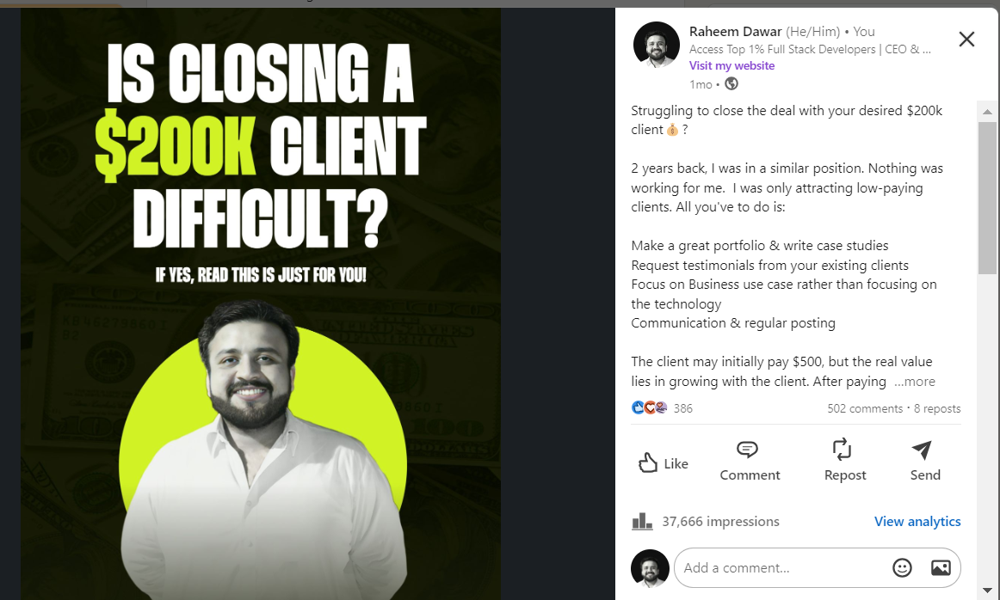 IS CLOSING A
$200K CLIENT
DIFFICULT?
IF YES, READ THIS IS JUST FOR YOU!
Raheem Dawar (He/Him) • You
Access Top 1% Full Stack Developers | CEO & ...
Visit my website
1mo •
Struggling to close the deal with your desired $200k
client💰?
2 years back, I was in a similar position. Nothing was
working for me.  I was only attracting low-paying
clients. All you've to do is:
Make a great portfolio & write case studies
Request testimonials from your existing clients
Focus on Business use case rather than focusing on
the technology
Communication & regular posting
The client may initially pay $500, but the real value
lies in growing with the client. After paying ...more
386 502 comments · 8 reposts
Like Comment Repost Send
37,666 impressions View analytics
Add a comment...